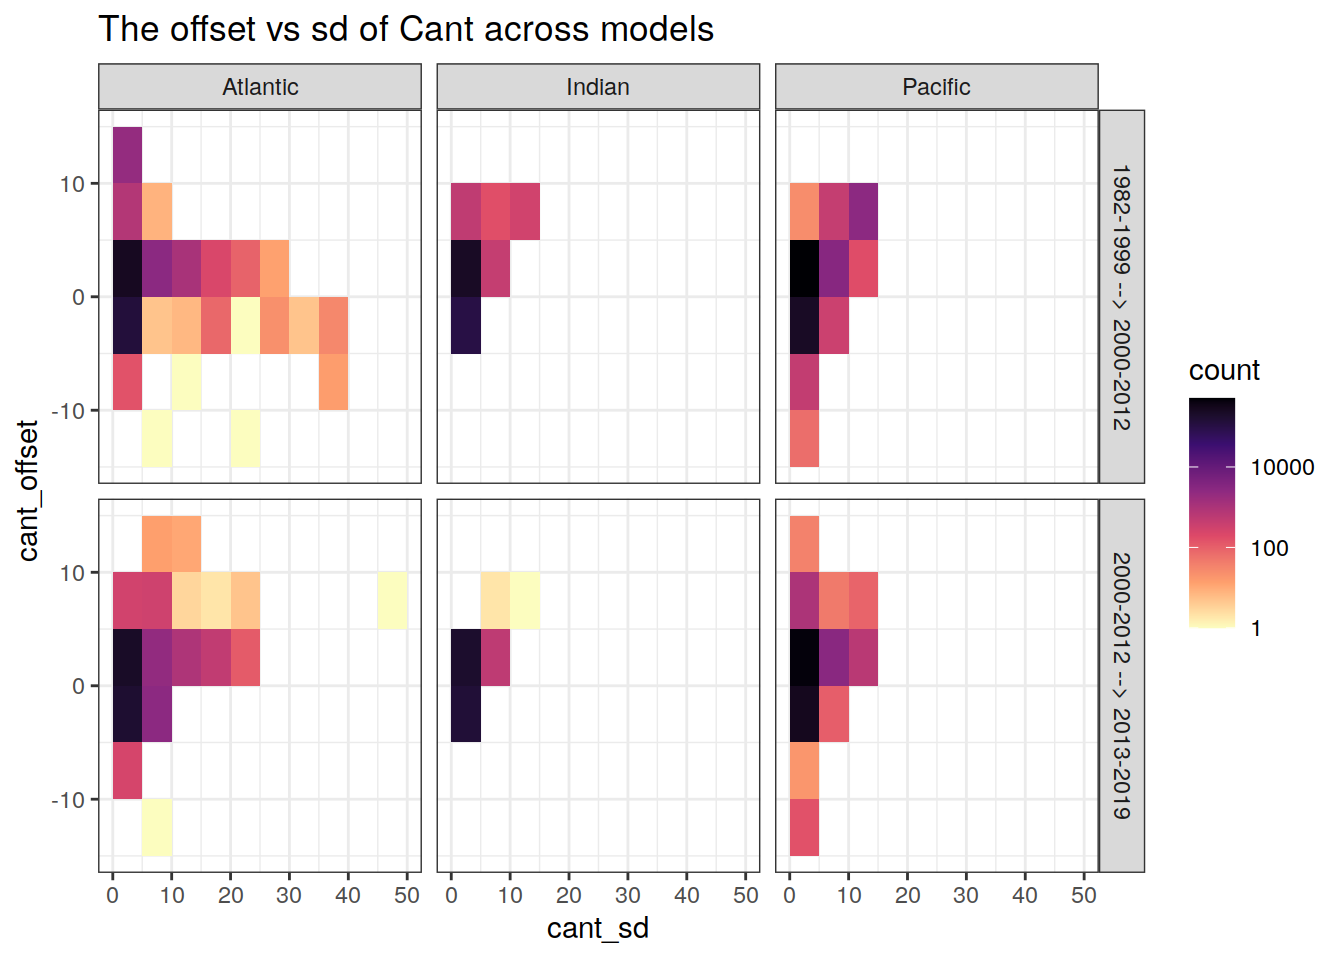 The offset vs sd of Cant across models
Atlantic
Indian
Pacific
1982-1999 --> 2000-2012
2000-2012 --> 2013-2019
cant_offset
10
0
-10
10
0
-10
0 10 20 30 40 50
0 10 20 30 40 50
0 10 20 30 40 50
cant_sd
count
10000
100
1